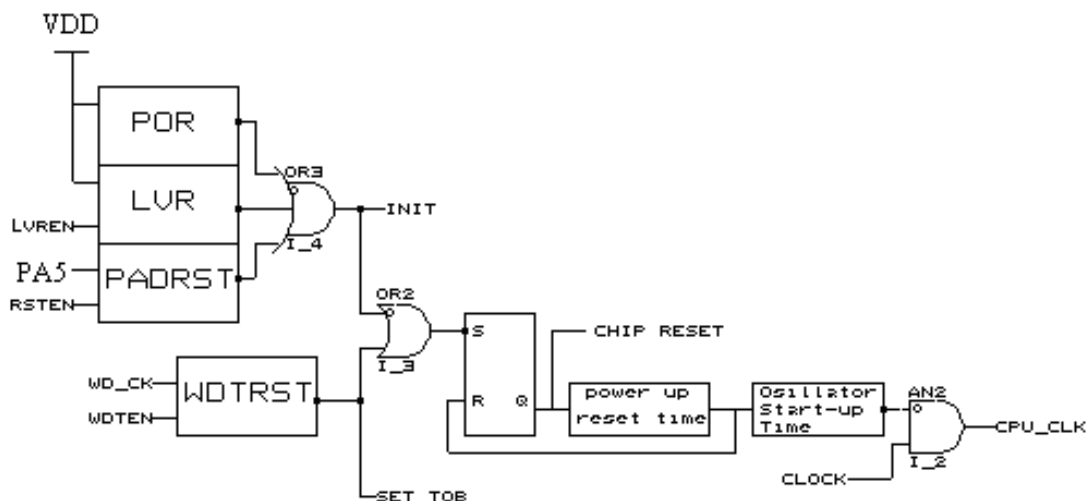 VDD
POR
OR3
LVR
LVREN
INIT
I_4
PA5
PADRST
RSTEN
OR2
S
CHIP RESET
I_3
WD_CK
WDTRST
WDTEN
R
Q
power up
reset time
Osillator
Start-up
Time
AN2
CPU_CLK
I_2
CLOCK
SET TOB